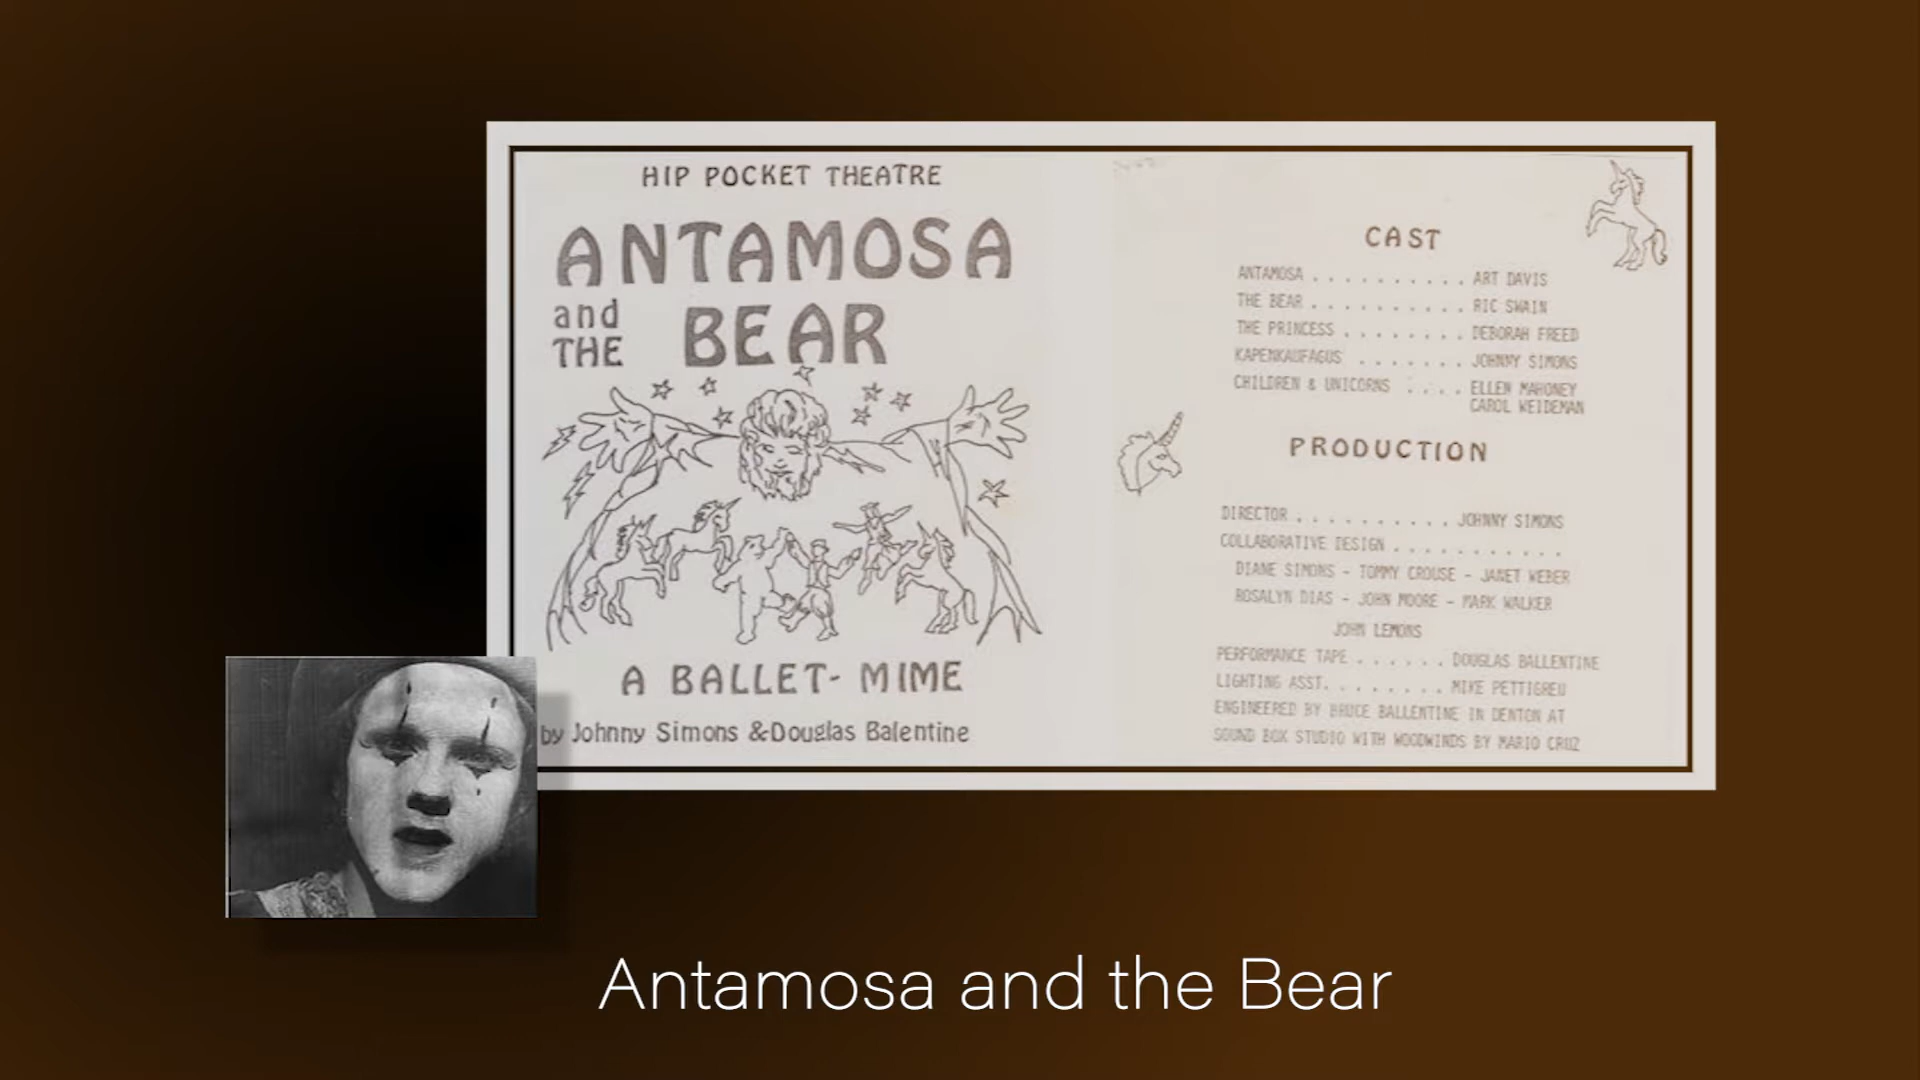 HIP POCKET THEATRE
ANTAMOSA
and
THE BEAR
A BALLET- MIME
by Johnny Simons &Douglas Balentine
CAST
ANTAMOSA . . . . . . . . . . ART DAVIS
THE BEAR . . . . . . . . . . RIC SWAIN
THE PRINCESS . . . . . . . . DEBORAH FREED
KAPENKAUFAGUS . . . . . . . JOHNNY SIMONS
CHILDREN & UNICORNS . . . . ELLEN MAHONEY
CAROL WEIDEMAN
PRODUCTION
DIRECTOR . . . . . . . . . . JOHNNY SIMONS
COLLABORATIVE DESIGN . . . . . . . . . . .
DIANE SIMONS - TOMMY CROUSE - JANET WEBER
ROSALYN DIAS - JOHN MOORE - MARK WALKER
JOHN LEMONS
PERFORMANCE TAPE . . . . . . DOUGLAS BALLENTINE
LIGHTING ASST. . . . . . . . MIKE PETTIGREU
ENGINEERED BY BRUCE BALLENTINE IN DENTON AT
SOUND BOX STUDIO WITH WOODWINDS BY MARIO CRUZ
Antamosa and the Bear